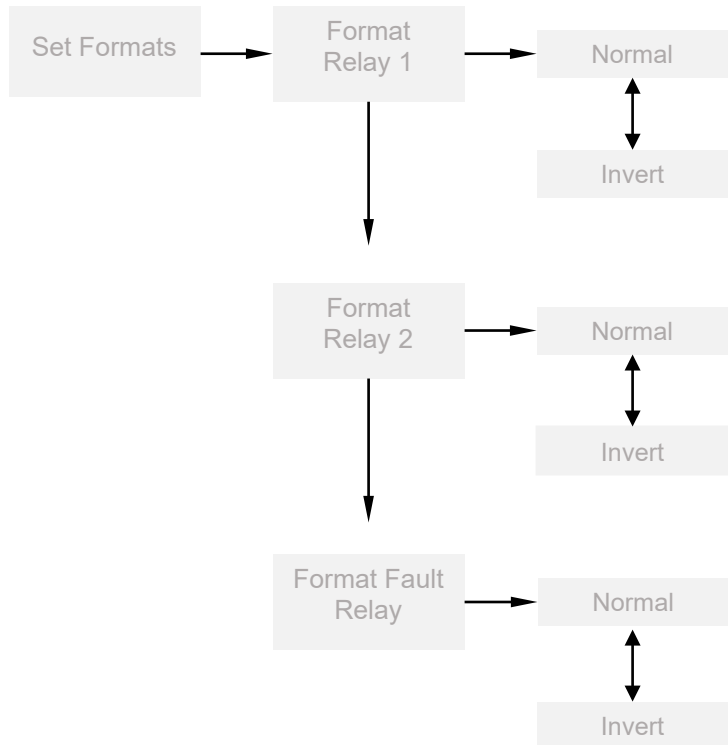 Set Formats
Format
Relay 1
Normal
Invert
Format
Relay 2
Normal
Invert
Format Fault
Relay
Normal
Invert